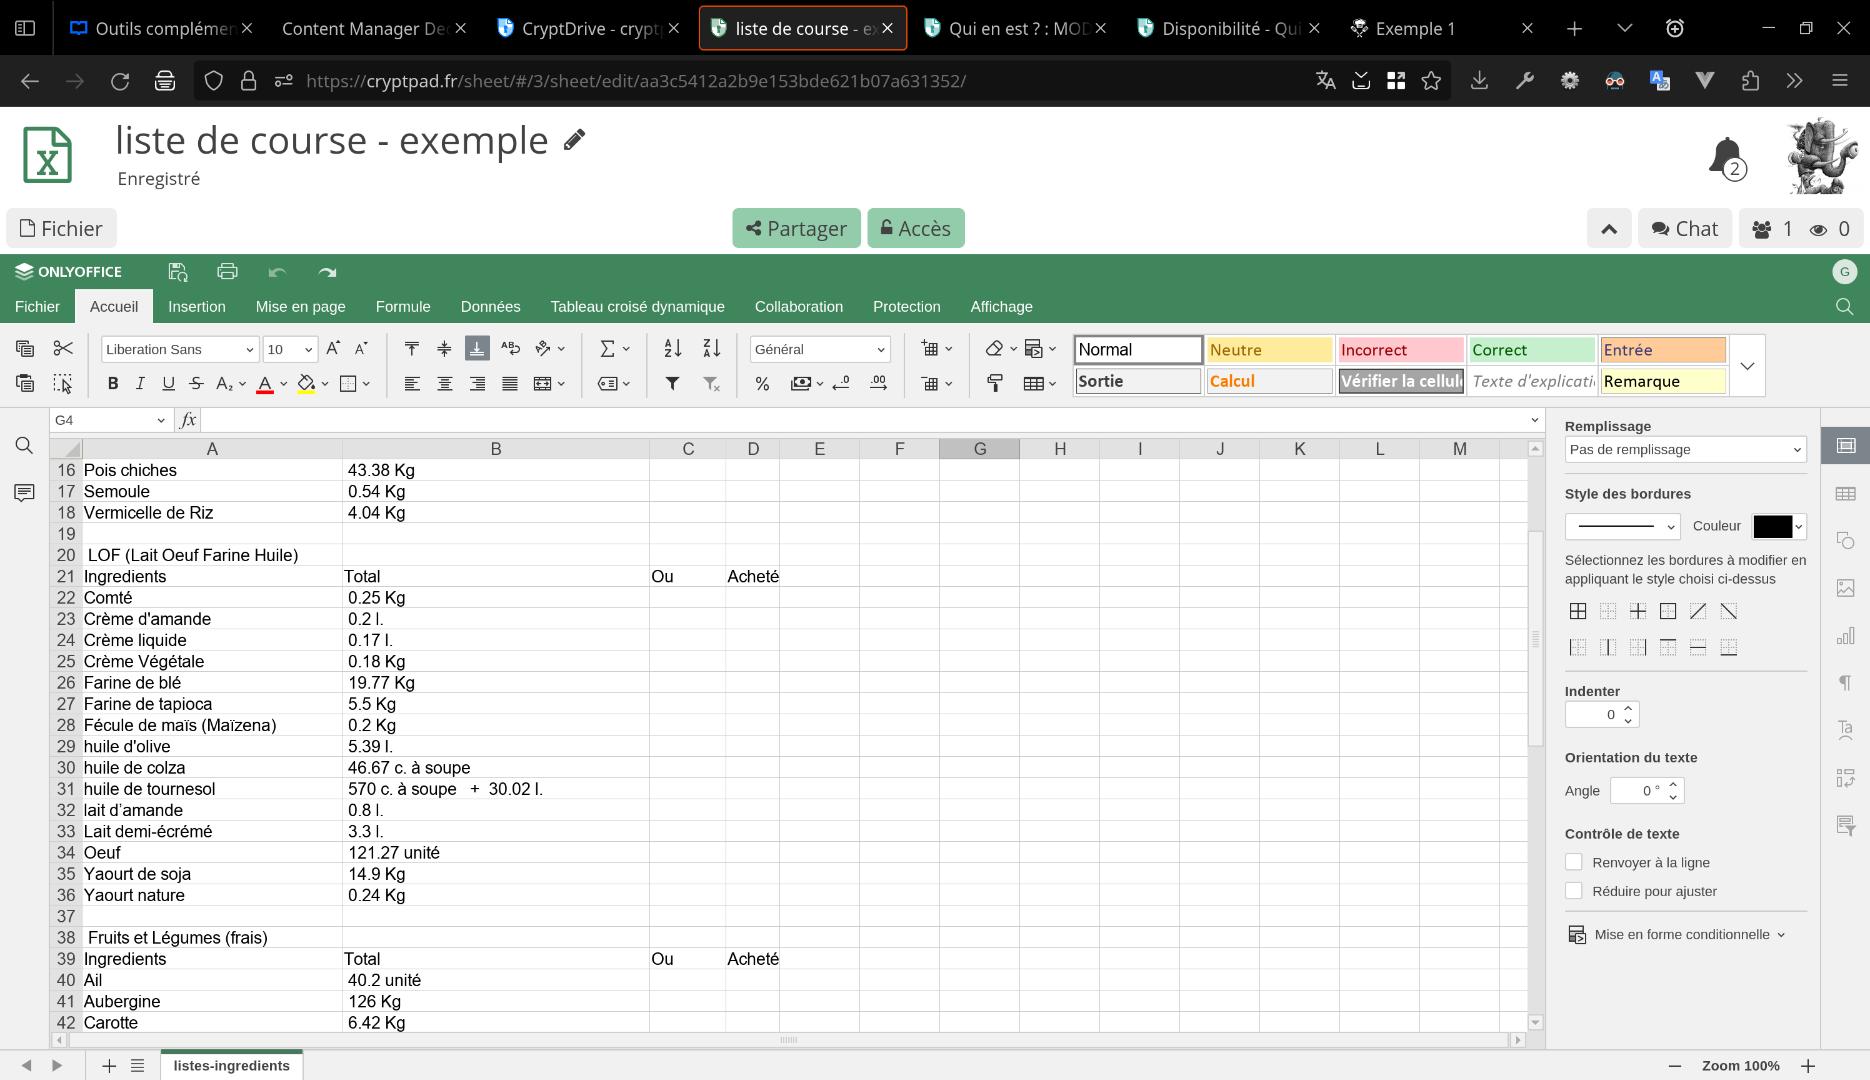 Outils complémen
Content Manager De
CryptDrive - crypt
liste de course - ex
Qui en est ? : MOD
Disponibilité - Qui
Exemple 1
https://cryptpad.fr/sheet/#/3/sheet/edit/aa3c5412a2b9e153bde621b07a631352/
liste de course - exemple
Enregistré
2
Fichier
Partager
Accès
Chat
1
0
ONLYOFFICE
G
Fichier Accueil Insertion Mise en page Formule Données Tableau croisé dynamique Collaboration Protection Affichage
Liberation Sans 10 Général
Normal Neutre Incorrect Correct Entrée
Sortie Calcul Vérifier la cellule Texte d'explicati Remarque
G4 fx
A B C D E F G H I J K L M
16 Pois chiches 43.38 Kg
17 Semoule 0.54 Kg
18 Vermicelle de Riz 4.04 Kg
19
20 LOF (Lait Oeuf Farine Huile)
21 Ingredients Total Ou Acheté
22 Comté 0.25 Kg
23 Crème d'amande 0.2 l.
24 Crème liquide 0.17 l.
25 Crème Végétale 0.18 Kg
26 Farine de blé 19.77 Kg
27 Farine de tapioca 5.5 Kg
28 Fécule de maïs (Maïzena) 0.2 Kg
29 huile d'olive 5.39 l.
30 huile de colza 46.67 c. à soupe
31 huile de tournesol 570 c. à soupe + 30.02 l.
32 lait d’amande 0.8 l.
33 Lait demi-écrémé 3.3 l.
34 Oeuf 121.27 unité
35 Yaourt de soja 14.9 Kg
36 Yaourt nature 0.24 Kg
37
38 Fruits et Légumes (frais)
39 Ingredients Total Ou Acheté
40 Ail 40.2 unité
41 Aubergine 126 Kg
42 Carotte 6.42 Kg
Remplissage
Pas de remplissage
Style des bordures
Couleur
Sélectionnez les bordures à modifier en
appliquant le style choisi ci-dessus
Indenter
0
Orientation du texte
Angle 0 °
Contrôle de texte
Renvoyer à la ligne
Réduire pour ajuster
Mise en forme conditionnelle
listes-ingredients
Zoom 100%